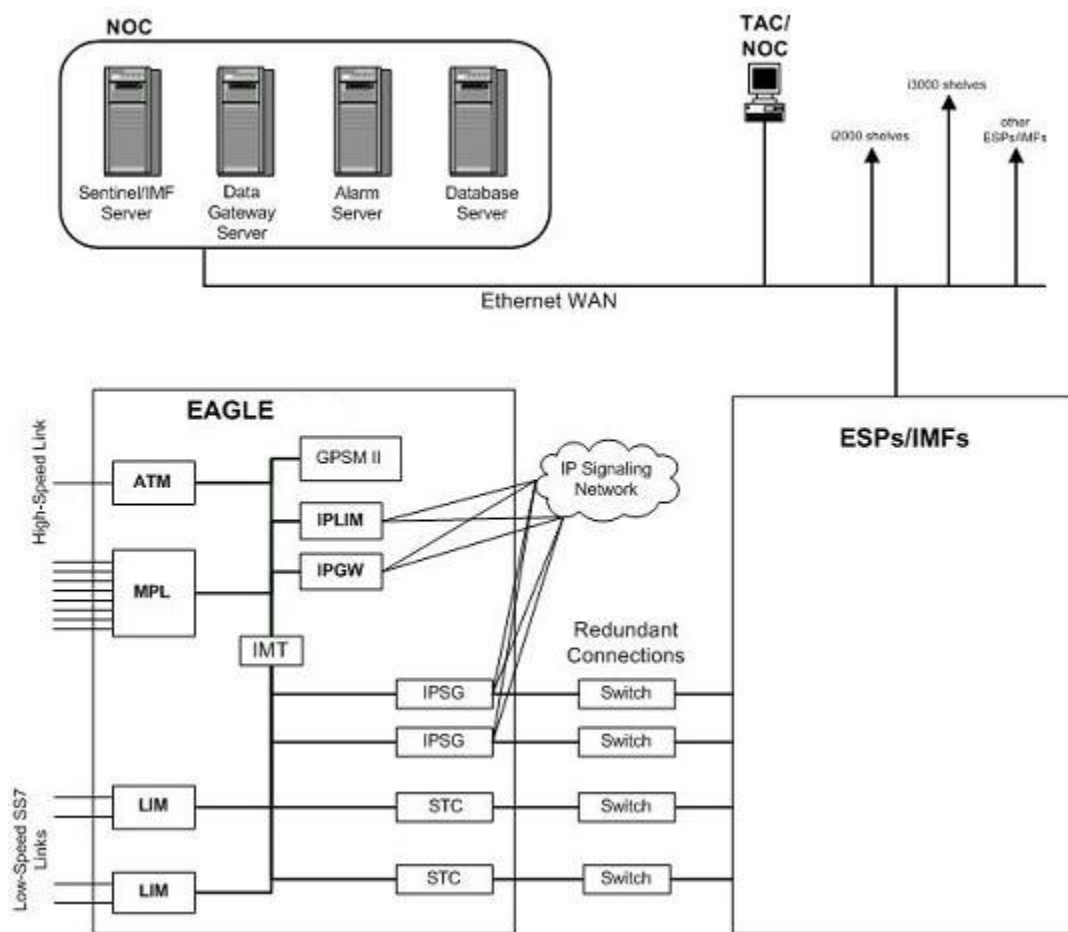 NOC
TAC/
NOC
Sentinel/IMF
Server
Data
Gateway
Server
Alarm
Server
Database
Server
i2000 shelves
i3000 shelves
other
ESPs/IMFs
Ethernet WAN
EAGLE
ESPs/IMFs
High-Speed Link
ATM
GPSM II
IP Signaling
Network
IPLIM
MPL
IPGW
IMT
Redundant
Connections
IPSG
Switch
IPSG
Switch
Low-Speed SS7
Links
LIM
STC
Switch
LIM
STC
Switch